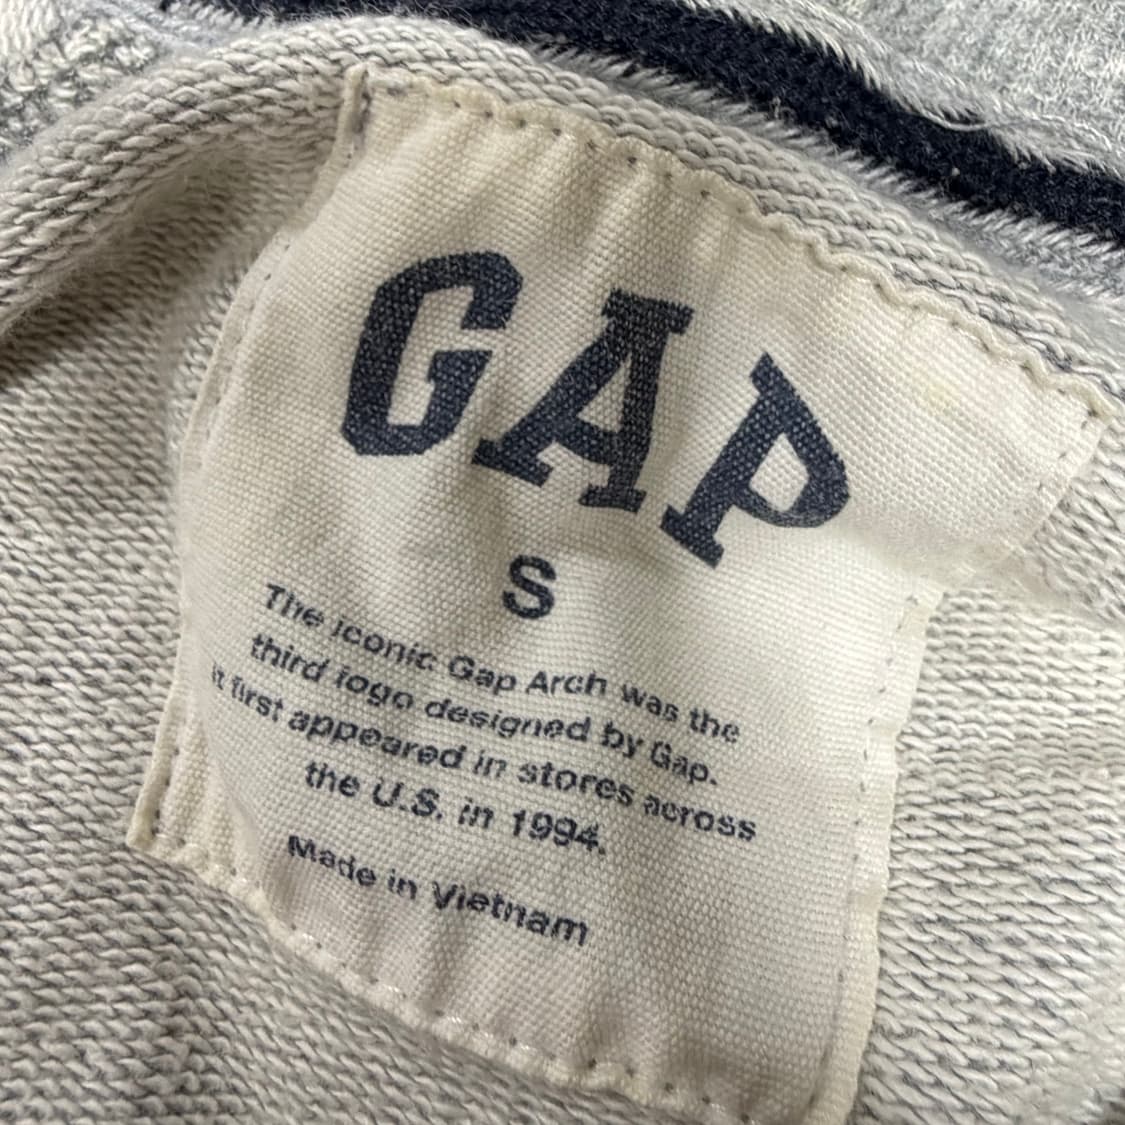 GAP
S
The iconic Gap Arch was the
third logo designed by Gap.
It first appeared in stores across
the U.S. in 1994.
Made in Vietnam